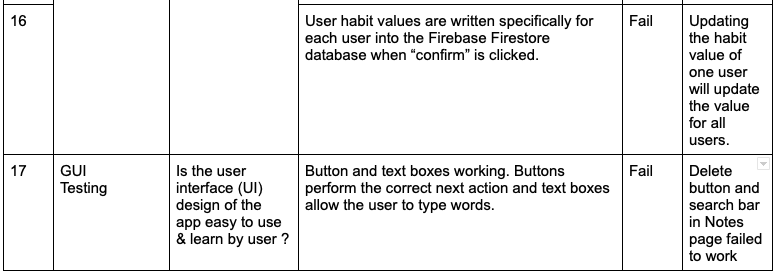 16
User habit values are written specifically for
each user into the Firebase Firestore
database when “confirm” is clicked.
Fail
Updating
the habit
value of
one user
will update
the value
for all
users.
17
GUI
Testing
Is the user
interface (UI)
design of the
app easy to use
& learn by user ?
Button and text boxes working. Buttons
perform the correct next action and text boxes
allow the user to type words.
Fail
Delete
button and
search bar
in Notes
page failed
to work